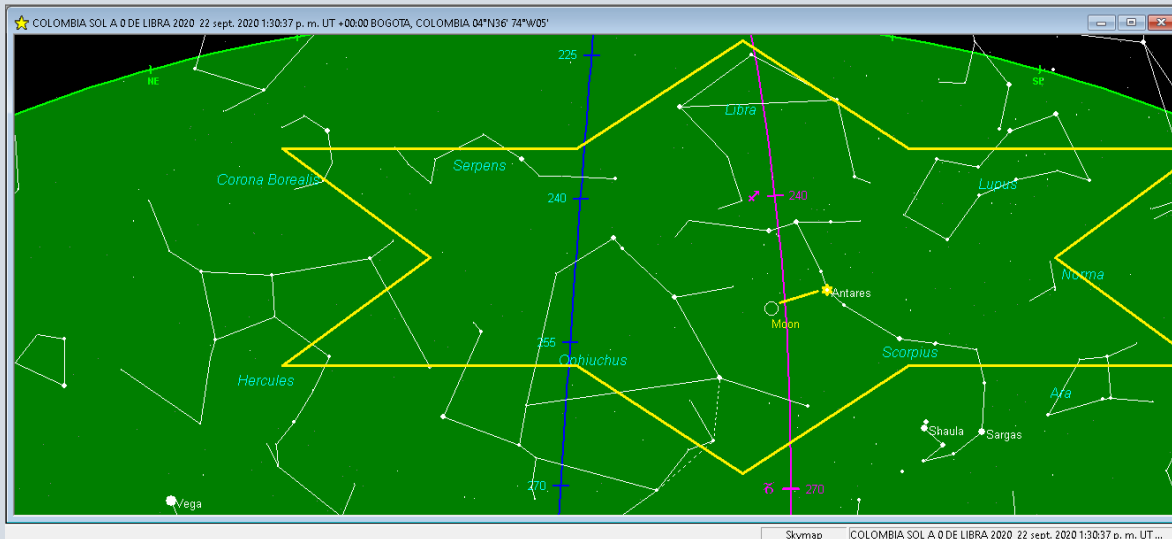 COLOMBIA SOL A 0 DE LIBRA 2020 22 sept. 2020 1:30:37 p. m. UT +00:00 BOGOTA, COLOMBIA 04°N36' 74°W05'
225
NE
SE
Libra
Serpens
Corona Borealis
Lupus
240
♐ 240
Norma
Antares
Moon
255
Ophiuchus
Scorpius
Hercules
Ara
Shaula
Sargas
270
♑ 270
Vega
Skymap
COLOMBIA SOL A 0 DE LIBRA 2020 22 sept. 2020 1:30:37 p. m. UT ...